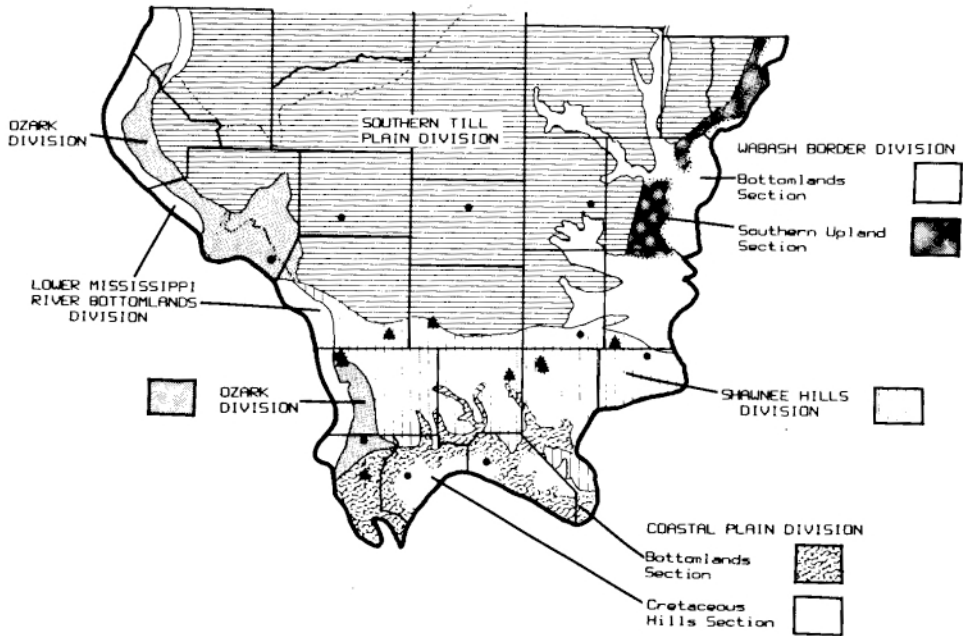 OZARK
DIVISION
SOUTHERN TILL
PLAIN DIVISION
WABASH BORDER DIVISION
Bottomlands
Section
Southern Upland
Section
LOWER MISSISSIPPI
RIVER BOTTOMLANDS
DIVISION
OZARK
DIVISION
SHAWNEE HILLS
DIVISION
COASTAL PLAIN DIVISION
Bottomlands
Section
Cretaceous
Hills Section